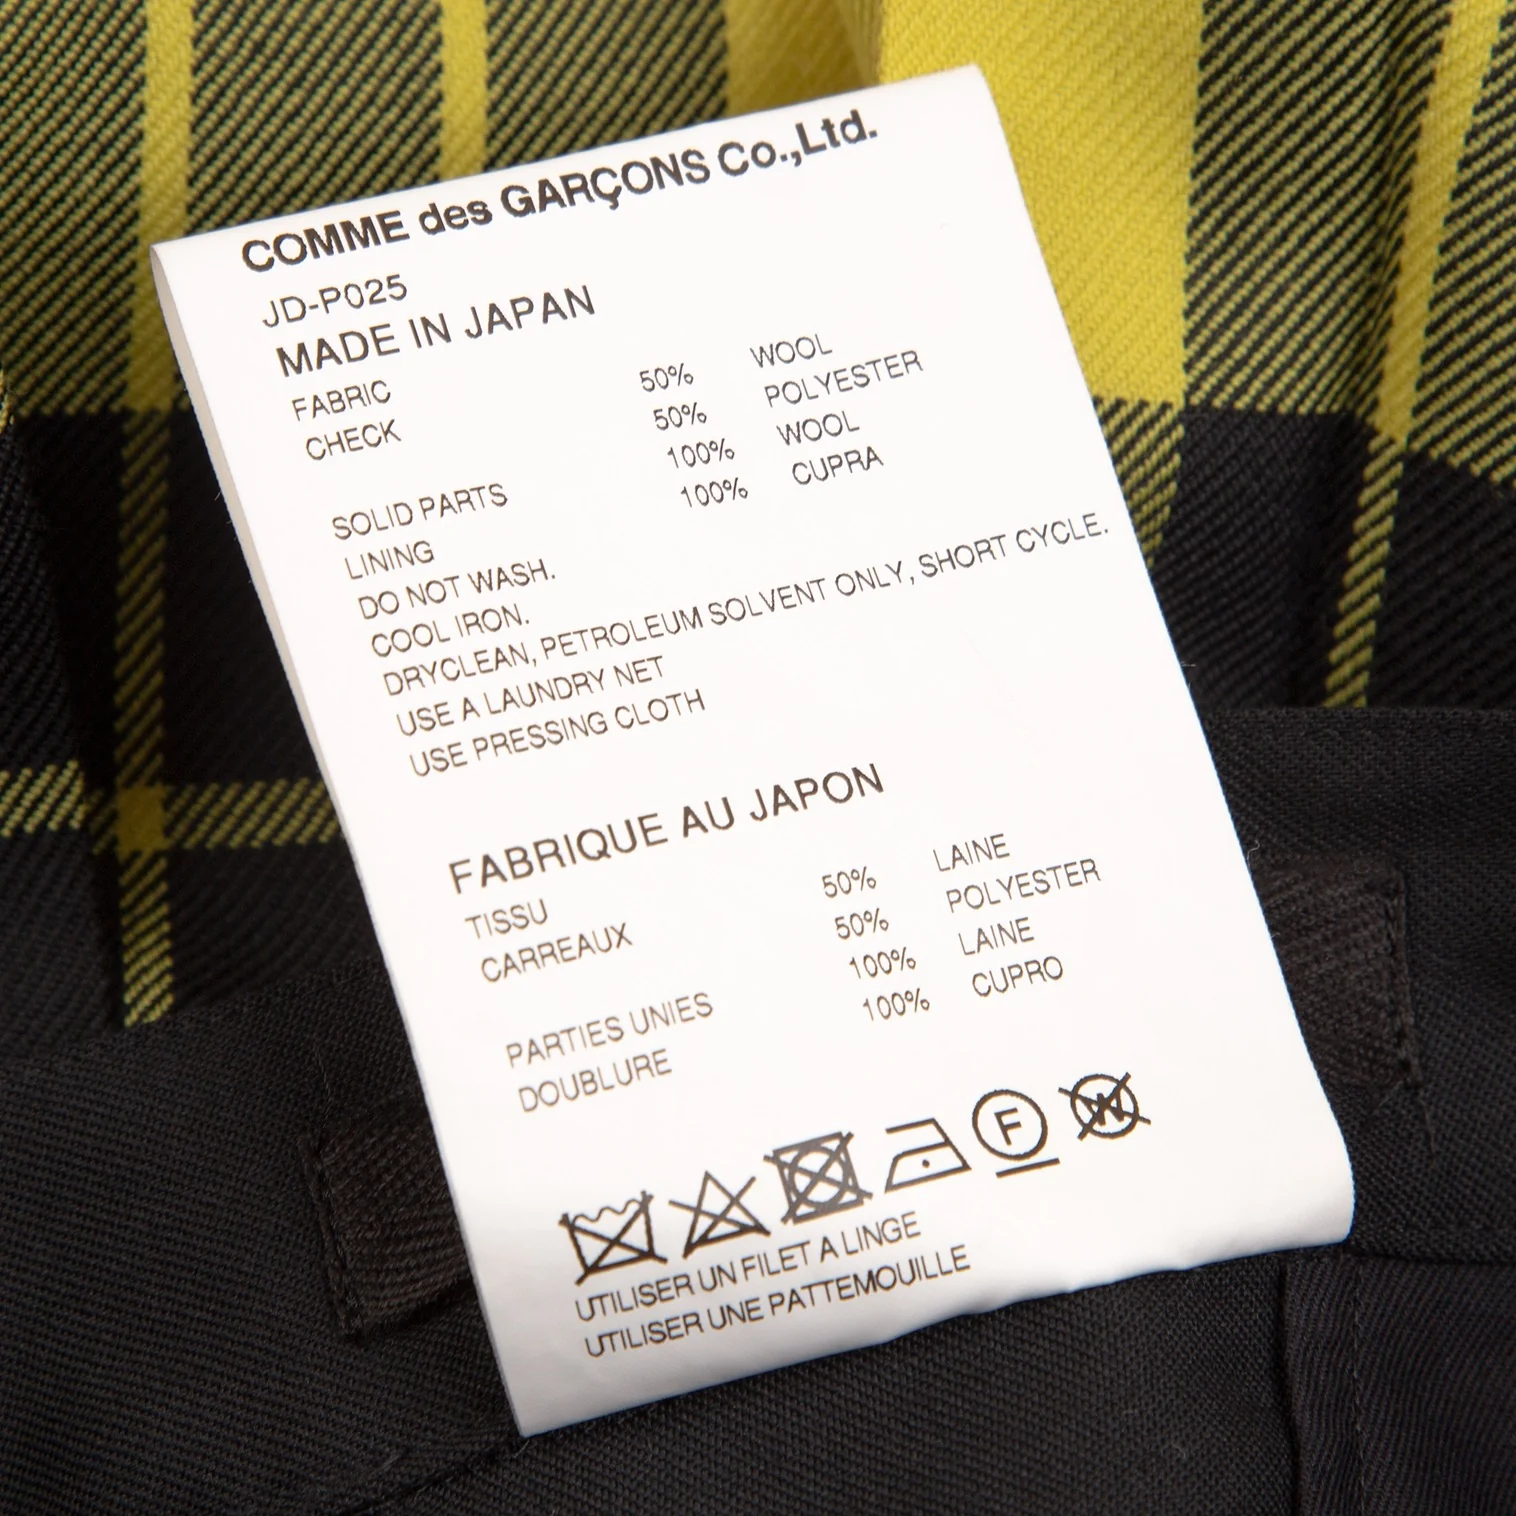 COMME des GARÇONS Co.,Ltd.
JD-P025
MADE IN JAPAN
FABRIC 50% WOOL
CHECK 50% POLYESTER
100% WOOL
SOLID PARTS 100% CUPRA
LINING
DO NOT WASH.
COOL IRON.
DRYCLEAN, PETROLEUM SOLVENT ONLY, SHORT CYCLE.
USE A LAUNDRY NET
USE PRESSING CLOTH
FABRIQUE AU JAPON
TISSU 50% LAINE
CARREAUX 50% POLYESTER
100% LAINE
PARTIES UNIES 100% CUPRO
DOUBLURE
F W
UTILISER UN FILET A LINGE
UTILISER UNE PATTEMOUILLE